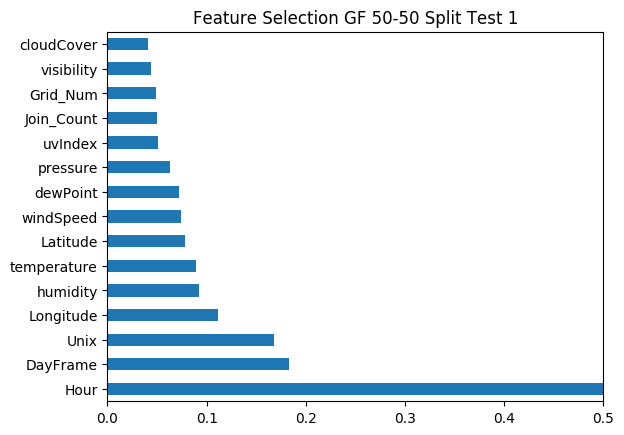 Feature Selection GF 50-50 Split Test 1
cloudCover
visibility
Grid_Num
Join_Count
uvIndex
pressure
dewPoint
windSpeed
Latitude
temperature
humidity
Longitude
Unix
DayFrame
Hour
0.0 0.1 0.2 0.3 0.4 0.5